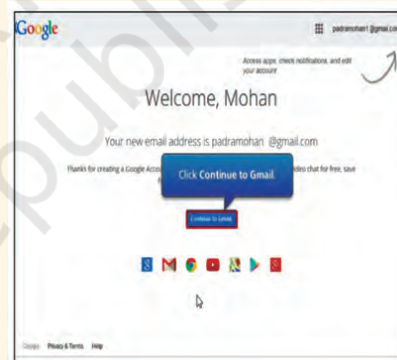 Google
padramohan1@gmail.com
Access apps, check notifications, and edit
your account
Welcome, Mohan
Your new email address is padramohan @gmail.com
Thanks for creating a Google Accou
video chat for free, save
Click Continue to Gmail.
Continue to Gmail
Google Privacy & Terms Help